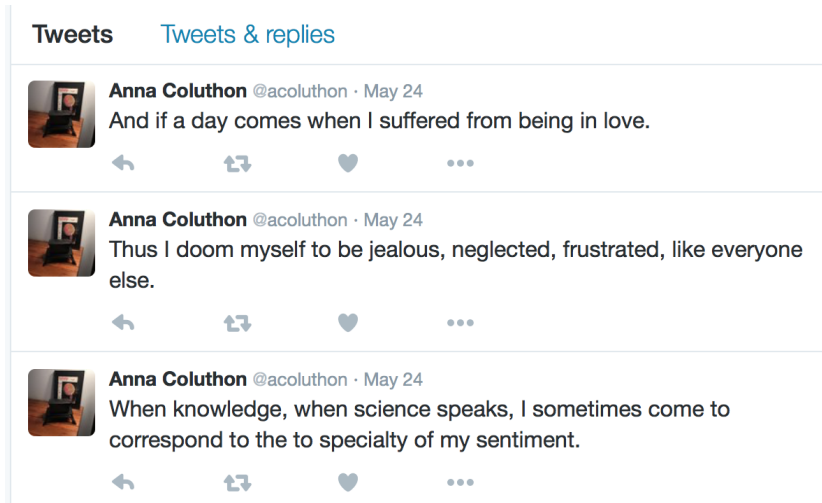 Tweets Tweets & replies
Anna Coluthon @acoluthon · May 24
And if a day comes when I suffered from being in love.
Anna Coluthon @acoluthon · May 24
Thus I doom myself to be jealous, neglected, frustrated, like everyone
else.
Anna Coluthon @acoluthon · May 24
When knowledge, when science speaks, I sometimes come to
correspond to the to specialty of my sentiment.